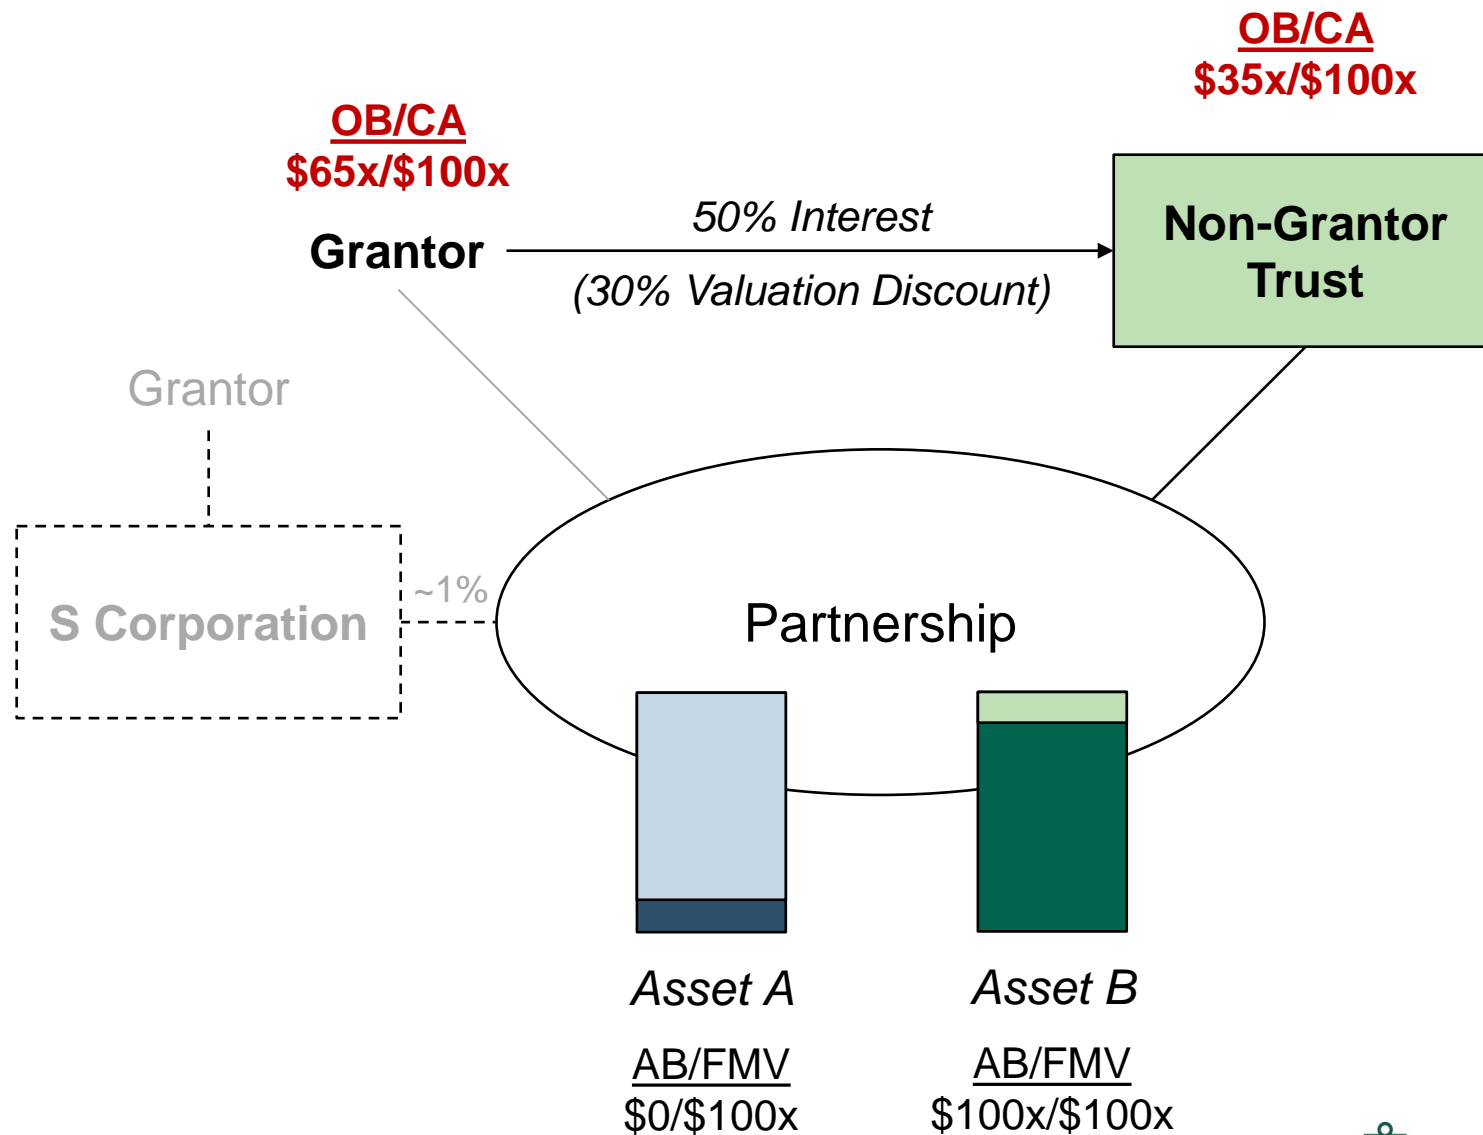 OB/CA
$35x/$100x
OB/CA
$65x/$100x
Grantor
50% Interest
(30% Valuation Discount)
Non-Grantor
Trust
Grantor
S Corporation
~1%
Partnership
Asset A
AB/FMV
$0/$100x
Asset B
AB/FMV
$100x/$100x